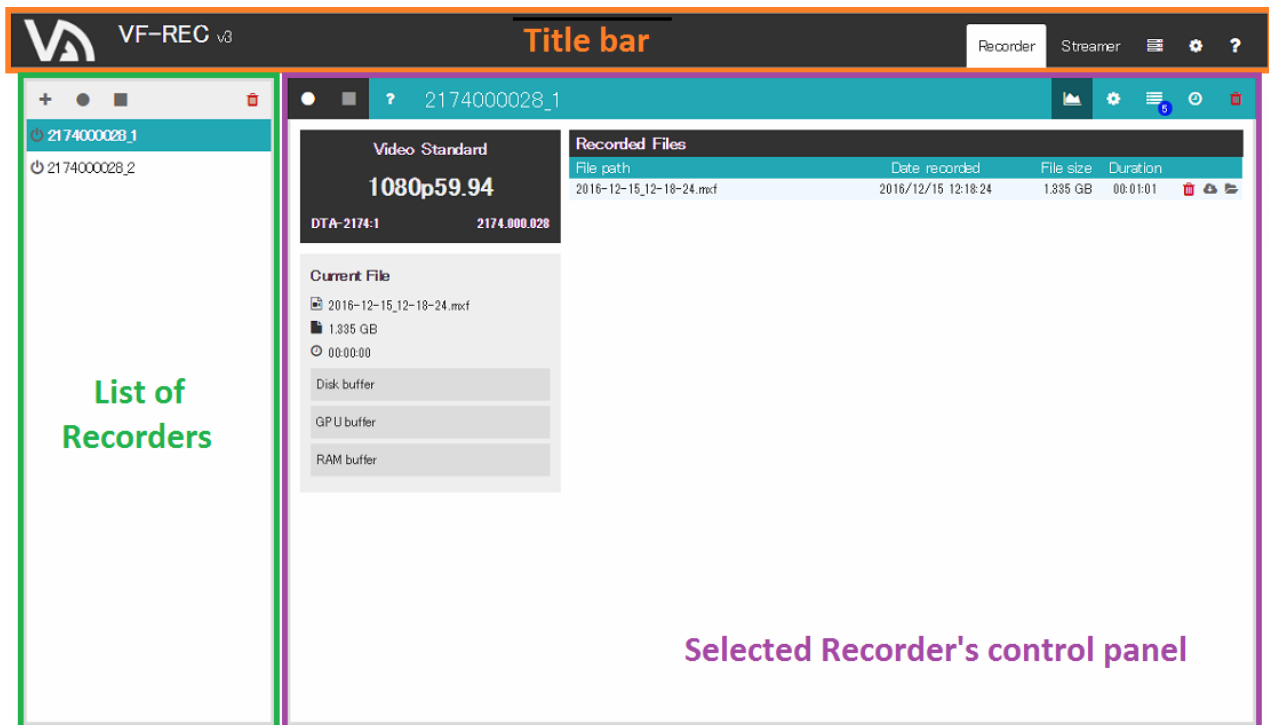 VF-REC v3
Title bar
Recorder
Streamer
?
2174000028_1
2174000028_2
List of
Recorders
?
2174000028_1
5
Video Standard
1080p59.94
DTA-2174:1 2174.000.028
Current File
2016-12-15_12-18-24.mxf
1.335 GB
00:00:00
Disk buffer
GPU buffer
RAM buffer
Recorded Files
File path Date recorded File size Duration
2016-12-15_12-18-24.mxf 2016/12/15 12:18:24 1.335 GB 00:01:01
Selected Recorder's control panel